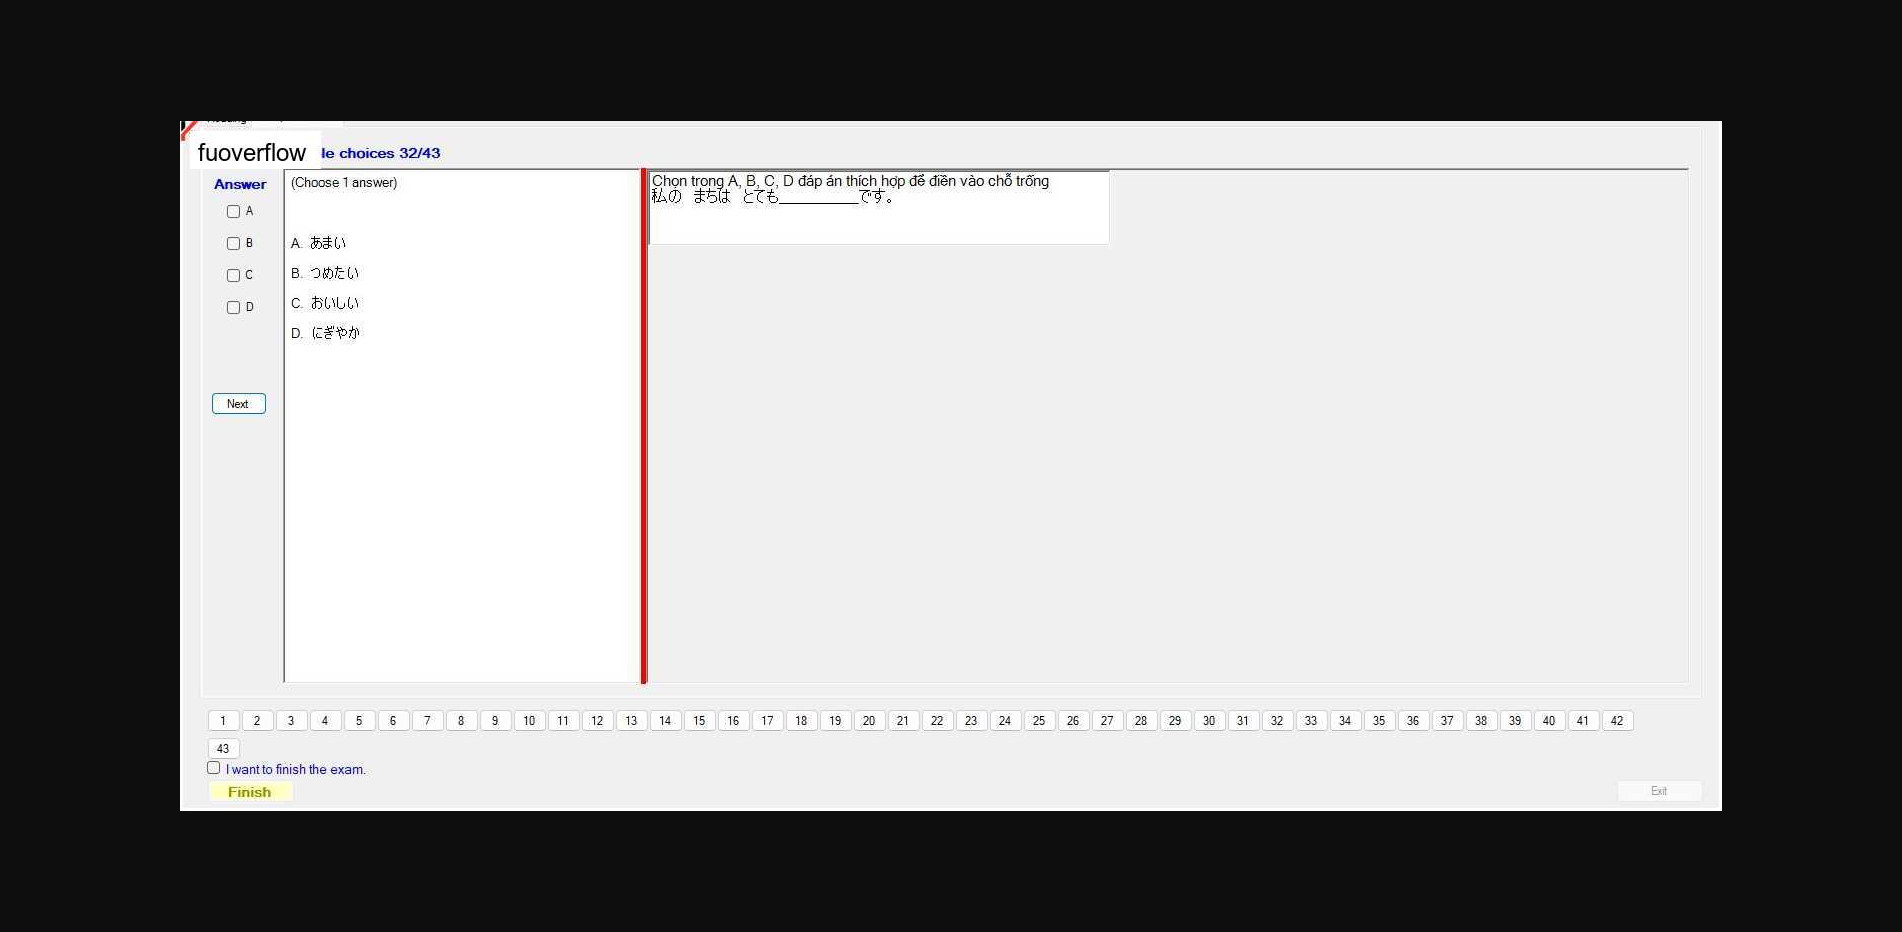 fuoverflow
le choices 32/43
Answer
A
B
C
D
Next
(Choose 1 answer)
A. あまい
B. つめたい
C. おいしい
D. にぎやか
Chọn trong A, B, C, D đáp án thích hợp để điền vào chỗ trống
私の まちは とても__________です。
1 2 3 4 5 6 7 8 9 10 11 12 13 14 15 16 17 18 19 20 21 22 23 24 25 26 27 28 29 30 31 32 33 34 35 36 37 38 39 40 41 42
43
I want to finish the exam.
Finish
Exit